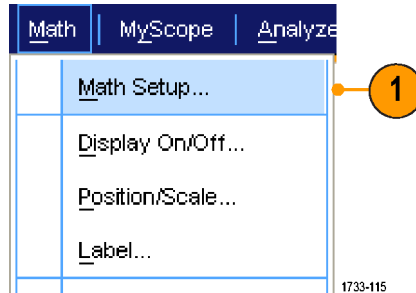 Math | MyScope | Analyze
Math Setup...
1
Display On/Off...
Position/Scale...
Label...
1733-115